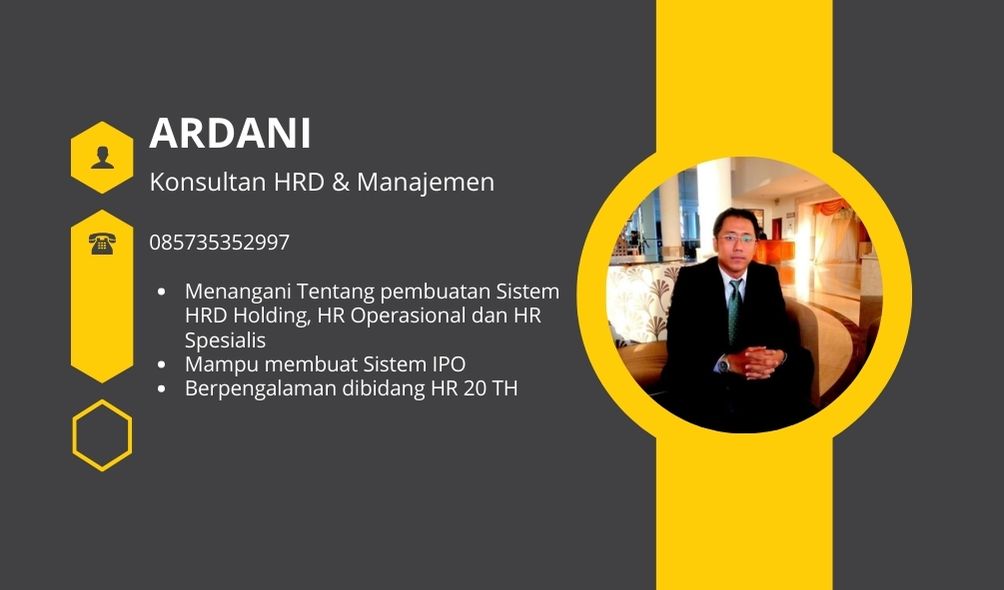 ARDANI
Konsultan HRD & Manajemen
085735352997
• Menangani Tentang pembuatan Sistem
HRD Holding, HR Operasional dan HR
Spesialis
• Mampu membuat Sistem IPO
• Berpengalaman dibidang HR 20 TH